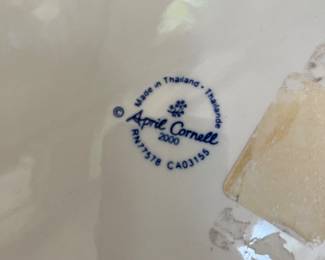 Made in Thailand · Thailande
© April Cornell
2000
RN77578 CA03155